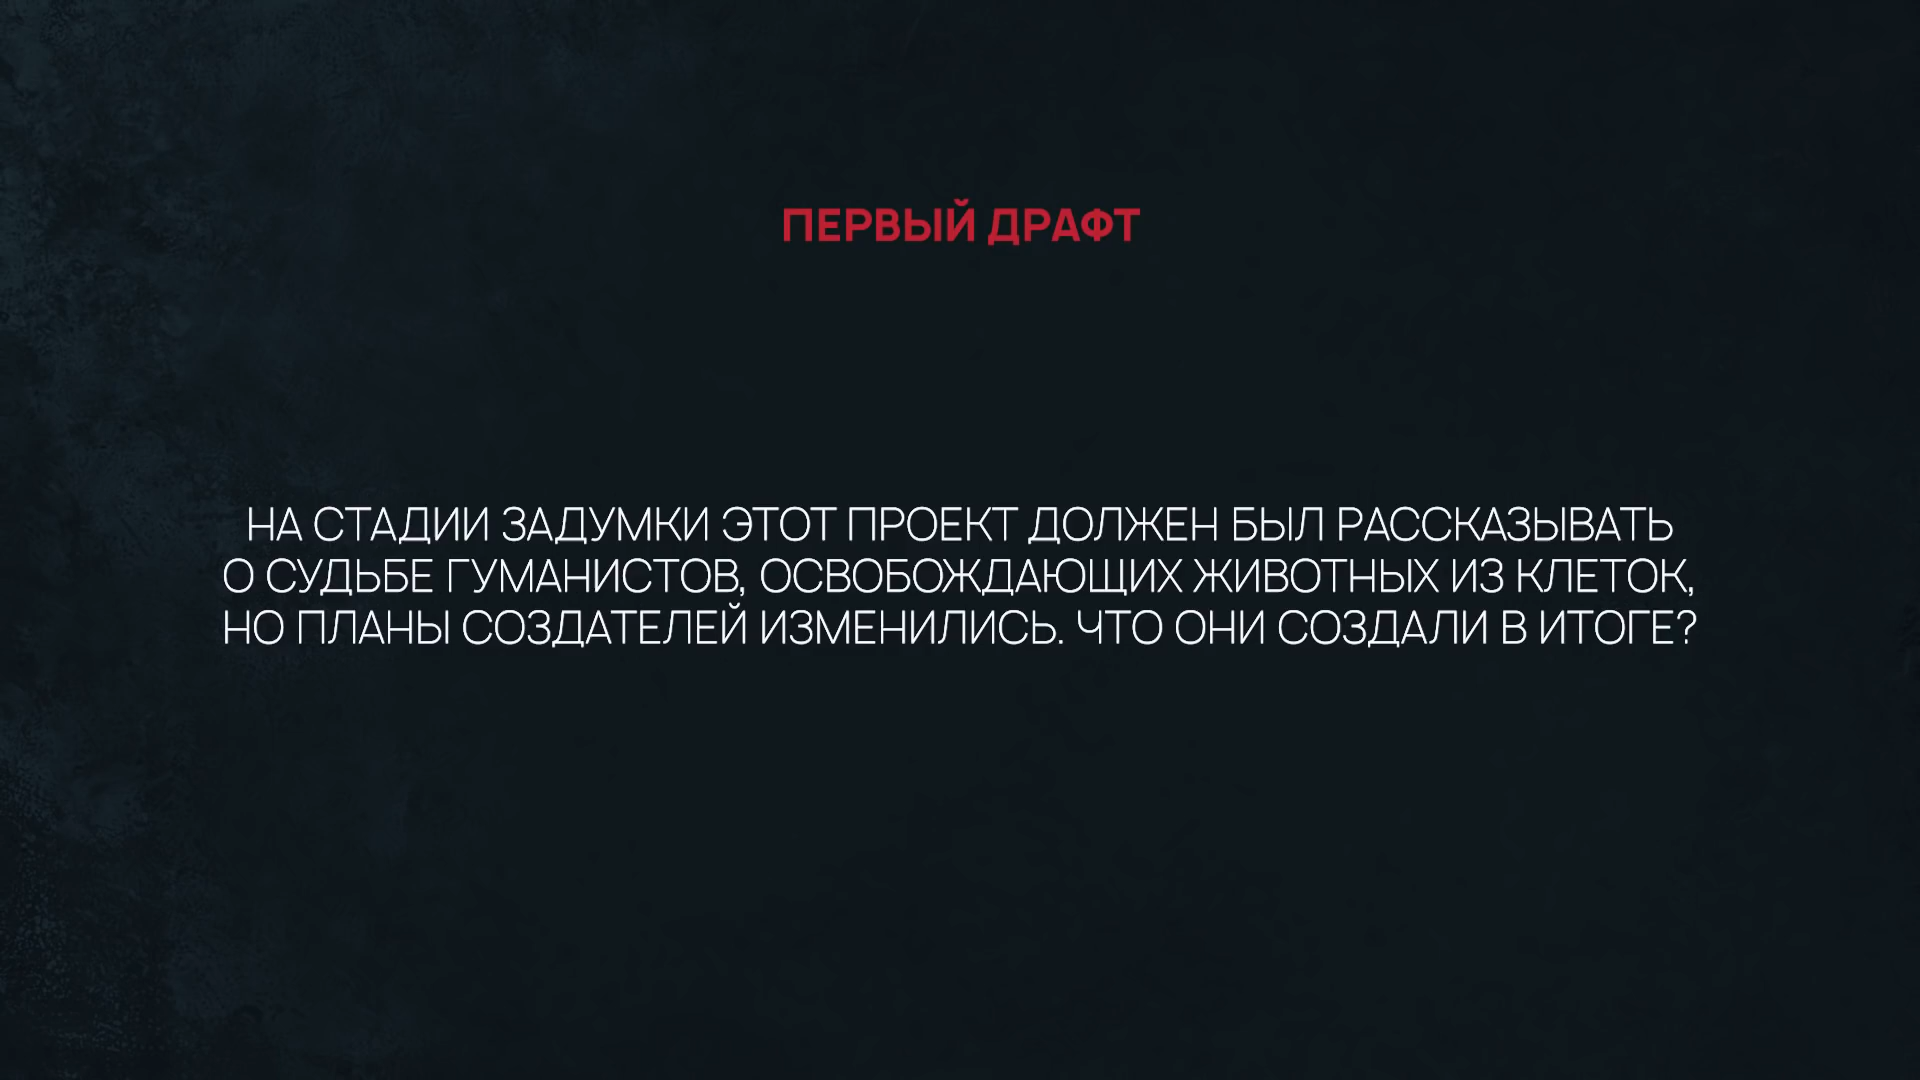 ПЕРВЫЙ ДРАФТ
НА СТАДИИ ЗАДУМКИ ЭТОТ ПРОЕКТ ДОЛЖЕН БЫЛ РАССКАЗЫВАТЬ
О СУДЬБЕ ГУМАНИСТОВ, ОСВОБОЖДАЮЩИХ ЖИВОТНЫХ ИЗ КЛЕТОК,
НО ПЛАНЫ СОЗДАТЕЛЕЙ ИЗМЕНИЛИСЬ. ЧТО ОНИ СОЗДАЛИ В ИТОГЕ?